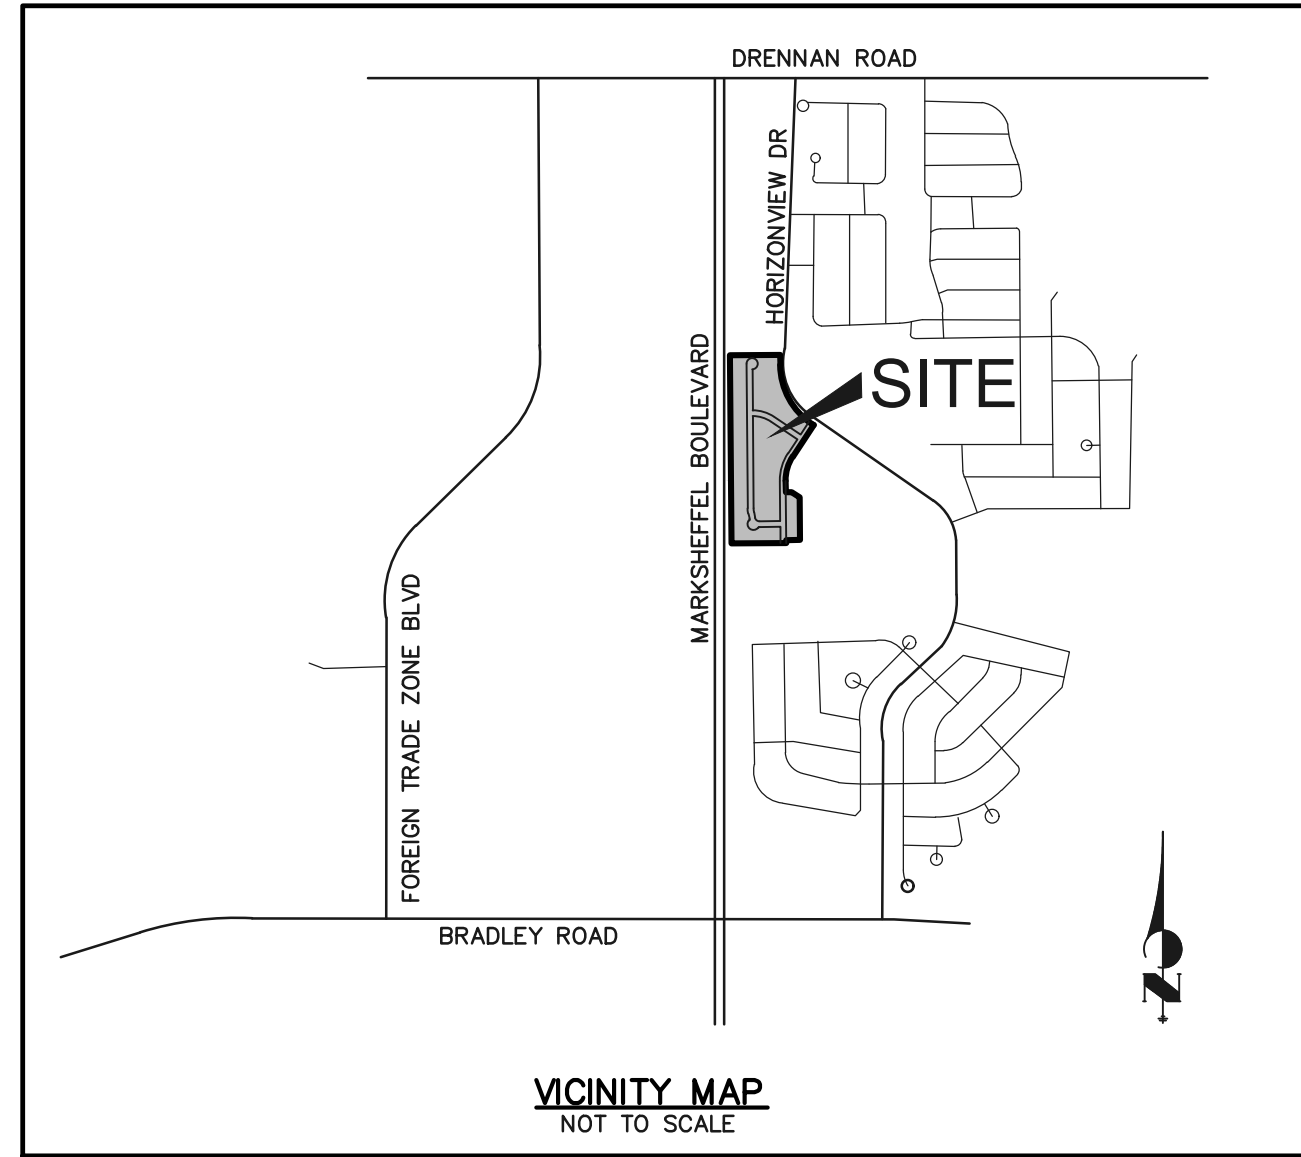 DRENNAN ROAD
HORIZONVIEW DR
MARKSHEFFEL BOULEVARD
SITE
FOREIGN TRADE ZONE BLVD
BRADLEY ROAD
N
VICINITY MAP
NOT TO SCALE